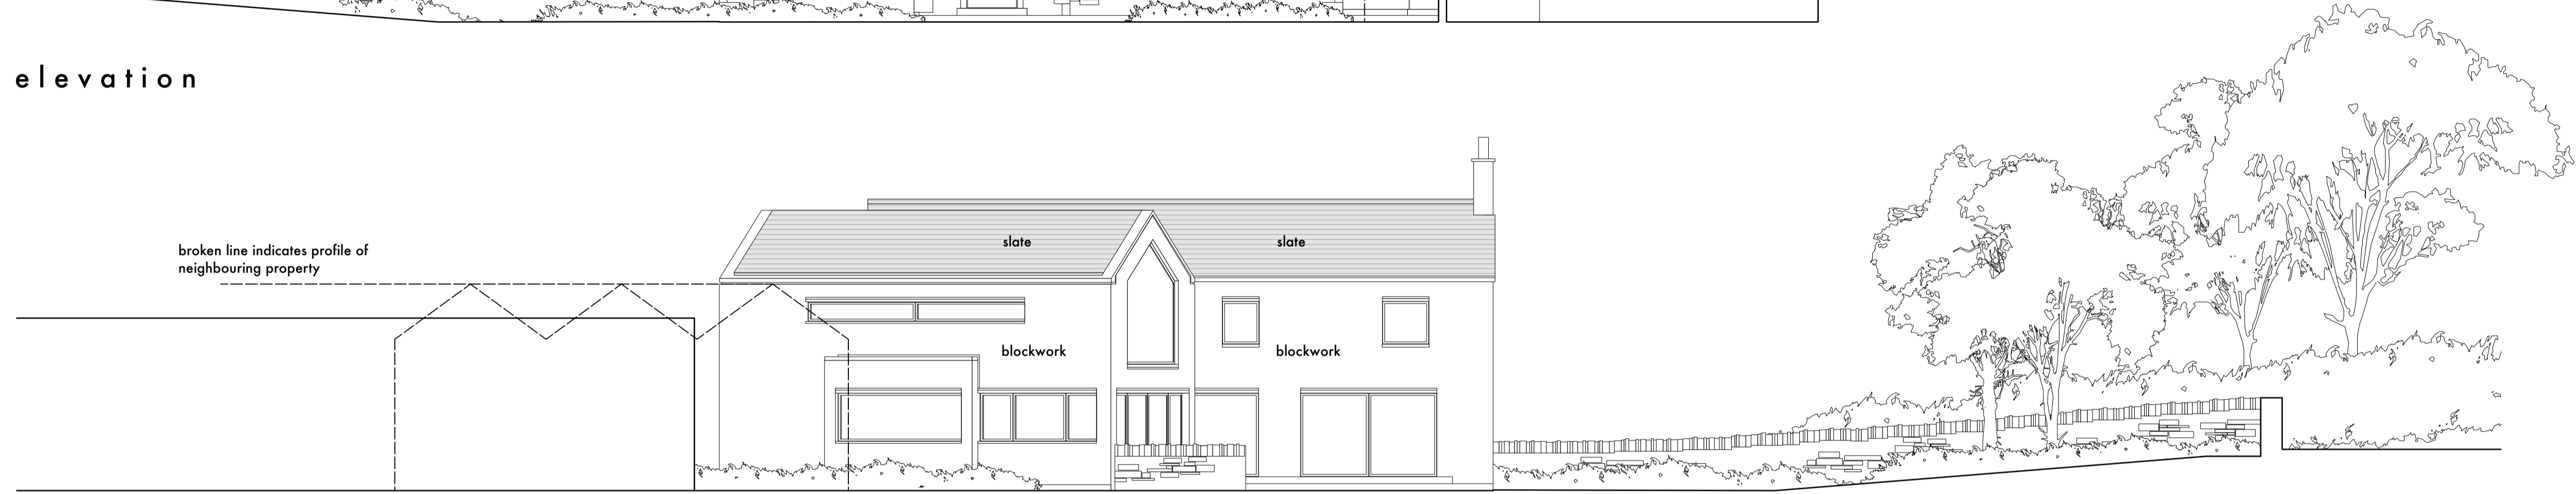 elevation
slate
slate
broken line indicates profile of
neighbouring property
blockwork
blockwork